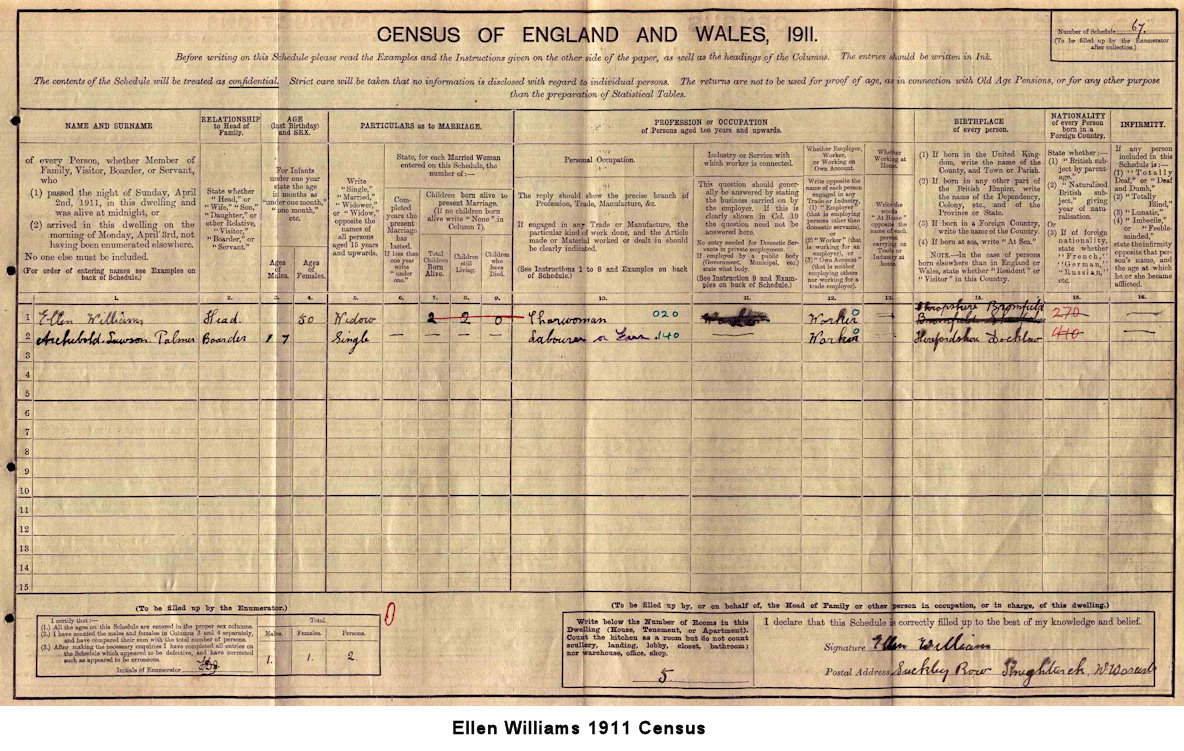 CENSUS OF ENGLAND AND WALES, 1911.
Number of Schedule 67.
(To be filled up by the Enumerator
after collection.)
Before writing on this Schedule please read the Examples and the Instructions given on the other side of the paper, as well as the headings of the Columns. The entries should be written in Ink.
The contents of the Schedule will be treated as confidential. Strict care will be taken that no information is disclosed with regard to individual persons. The returns are not to be used for proof of age, as in connection with Old Age Pensions, or for any other purpose
than the preparation of Statistical Tables.
NAME AND SURNAME
of every Person, whether Member of
Family, Visitor, Boarder, or Servant,
who
(1) passed the night of Sunday, April
2nd, 1911, in this dwelling and
was alive at midnight, or
(2) arrived in this dwelling on the
morning of Monday, April 3rd, not
having been enumerated elsewhere.
No one else must be included.
(For order of entering names see Examples on
back of Schedule.)
RELATIONSHIP
to Head of
Family.
State whether
"Head," or
"Wife," "Son,"
"Daughter," or
other Relative,
"Visitor,"
"Boarder," or
"Servant."
AGE
(last Birthday)
and SEX.
For Infants
under one year
state the age
in months as
"under one month,"
"one month,"
etc.
Ages
of
Males.
Ages
of
Females.
PARTICULARS as to MARRIAGE.
Write
"Single,"
"Married,"
"Widower,"
or "Widow,"
opposite the
names of
all persons
aged 15 years
and upwards.
State, for each Married Woman
entered on this Schedule, the
number of:—
Com-
pleted
years the
present
Marriage
has
lasted.
If less than
one year
write
"under
one."
Children born alive to
present Marriage.
(If no children born
alive write "None" in
Column 7).
Total
Children
Born
Alive.
Children
still
Living.
Children
who
have
Died.
PROFESSION or OCCUPATION
of Persons aged ten years and upwards.
Personal Occupation.
The reply should show the precise branch of
Profession, Trade, Manufacture, &c.
If engaged in any Trade or Manufacture, the
particular kind of work done, and the Article
made or Material worked or dealt in should
be clearly indicated.
(See Instructions 1 to 8 and Examples on back
of Schedule.)
Industry or Service with
which worker is connected.
This question should gener-
ally be answered by stating
the business carried on
by the employer. If this is
clearly shown in Col. 10
the question need not be
answered here.
No entry needed for Domestic Ser-
vants in private employment.
If employed by a public body
(Government, Municipal, etc.)
state what body.
(See Instruction 9 and Exam-
ples on back of Schedule.)
Whether Employer,
Worker,
or Working on
Own Account.
Write opposite the
name of each person
engaged in any
Trade or Industry,
(1) "Employer"
(that is employing
persons other than
domestic servants),
or
(2) "Worker" (that
is working for an
employer), or
(3) "Own Account"
(that is neither
employing others
nor working for a
trade employer).
Whether
Working at
Home.
Write the
words
"At Home"
opposite the
name of each
person
carrying on
Trade or
Industry at
home.
BIRTHPLACE
of every person.
(1) If born in the United King-
dom, write the name of the
County, and Town or Parish.
(2) If born in any other part of
the British Empire, write
the name of the Dependency,
Colony, etc., and of the
Province or State.
(3) If born in a Foreign Country,
write the name of the Country.
(4) If born at sea, write "At Sea."
NOTE.—In the case of persons
born elsewhere than in England or
Wales, state whether "Resident" or
"Visitor" in this Country.
NATIONALITY
of every Person
born in a
Foreign Country.
State whether:—
(1) "British sub-
ject by parent-
age,"
(2) "Naturalised
British sub-
ject," giving
year of natu-
ralisation.
Or
(3) If of foreign
nationality,
state whether
"French,"
"German,"
"Russian,"
etc.
INFIRMITY.
If any person
included in this
Schedule is:—
(1) "Totally
Deaf," or "Deaf
and Dumb,"
(2) "Totally
Blind,"
(3) "Lunatic,"
(4) "Imbecile,"
or "Feeble-
minded,"
state the infirmity
opposite that per-
son's name, and
the age at which
he or she became
afflicted.
1. 2. 3. 4. 5. 6. 7. 8. 9. 10. 11. 12. 13. 14. 15. 16.
1 Ellen Williams Head 50 Widow 2 2 0 Charwoman 020 Worker 0 Shropshire Bromfield 270 —
2 Archibald Lawson Palmer Boarder 17 Single — — — — Labourer on Farm 140 Worker 0 — 410 —
3
4
5
6
7
8
9
10
11
12
13
14
15
(To be filled up by the Enumerator.)
I certify that:—
(1.) All the ages on this Schedule are entered in the proper sex columns.
(2.) I have counted the males and females in Columns 3 and 4 separately,
and have compared their sum with the total number of persons.
(3.) After making the necessary enquiries I have completed all entries on
the Schedule which appeared to be defective, and have corrected
such as appeared to be erroneous.
Initials of Enumerator
Total.
Males. Females. Persons.
1. 1. 2.
0
(To be filled up by, or on behalf of, the Head of Family or other person in occupation, or in charge, of this dwelling.)
Write below the Number of Rooms in this
Dwelling (House, Tenement, or Apartment).
Count the kitchen as a room but do not count
scullery, landing, lobby, closet, bathroom;
nor warehouse, office, shop.
5
I declare that this Schedule is correctly filled up to the best of my knowledge and belief.
Signature Ellen Williams
Postal Address Suckley Row
Ellen Williams 1911 Census